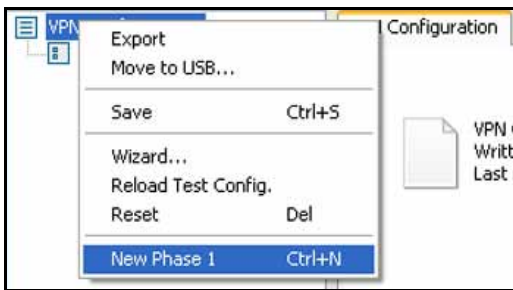 VPN
Export
Move to USB...
Save Ctrl+S
Wizard...
Reload Test Config.
Reset Del
New Phase 1 Ctrl+N
Configuration
VPN
Writt
Last